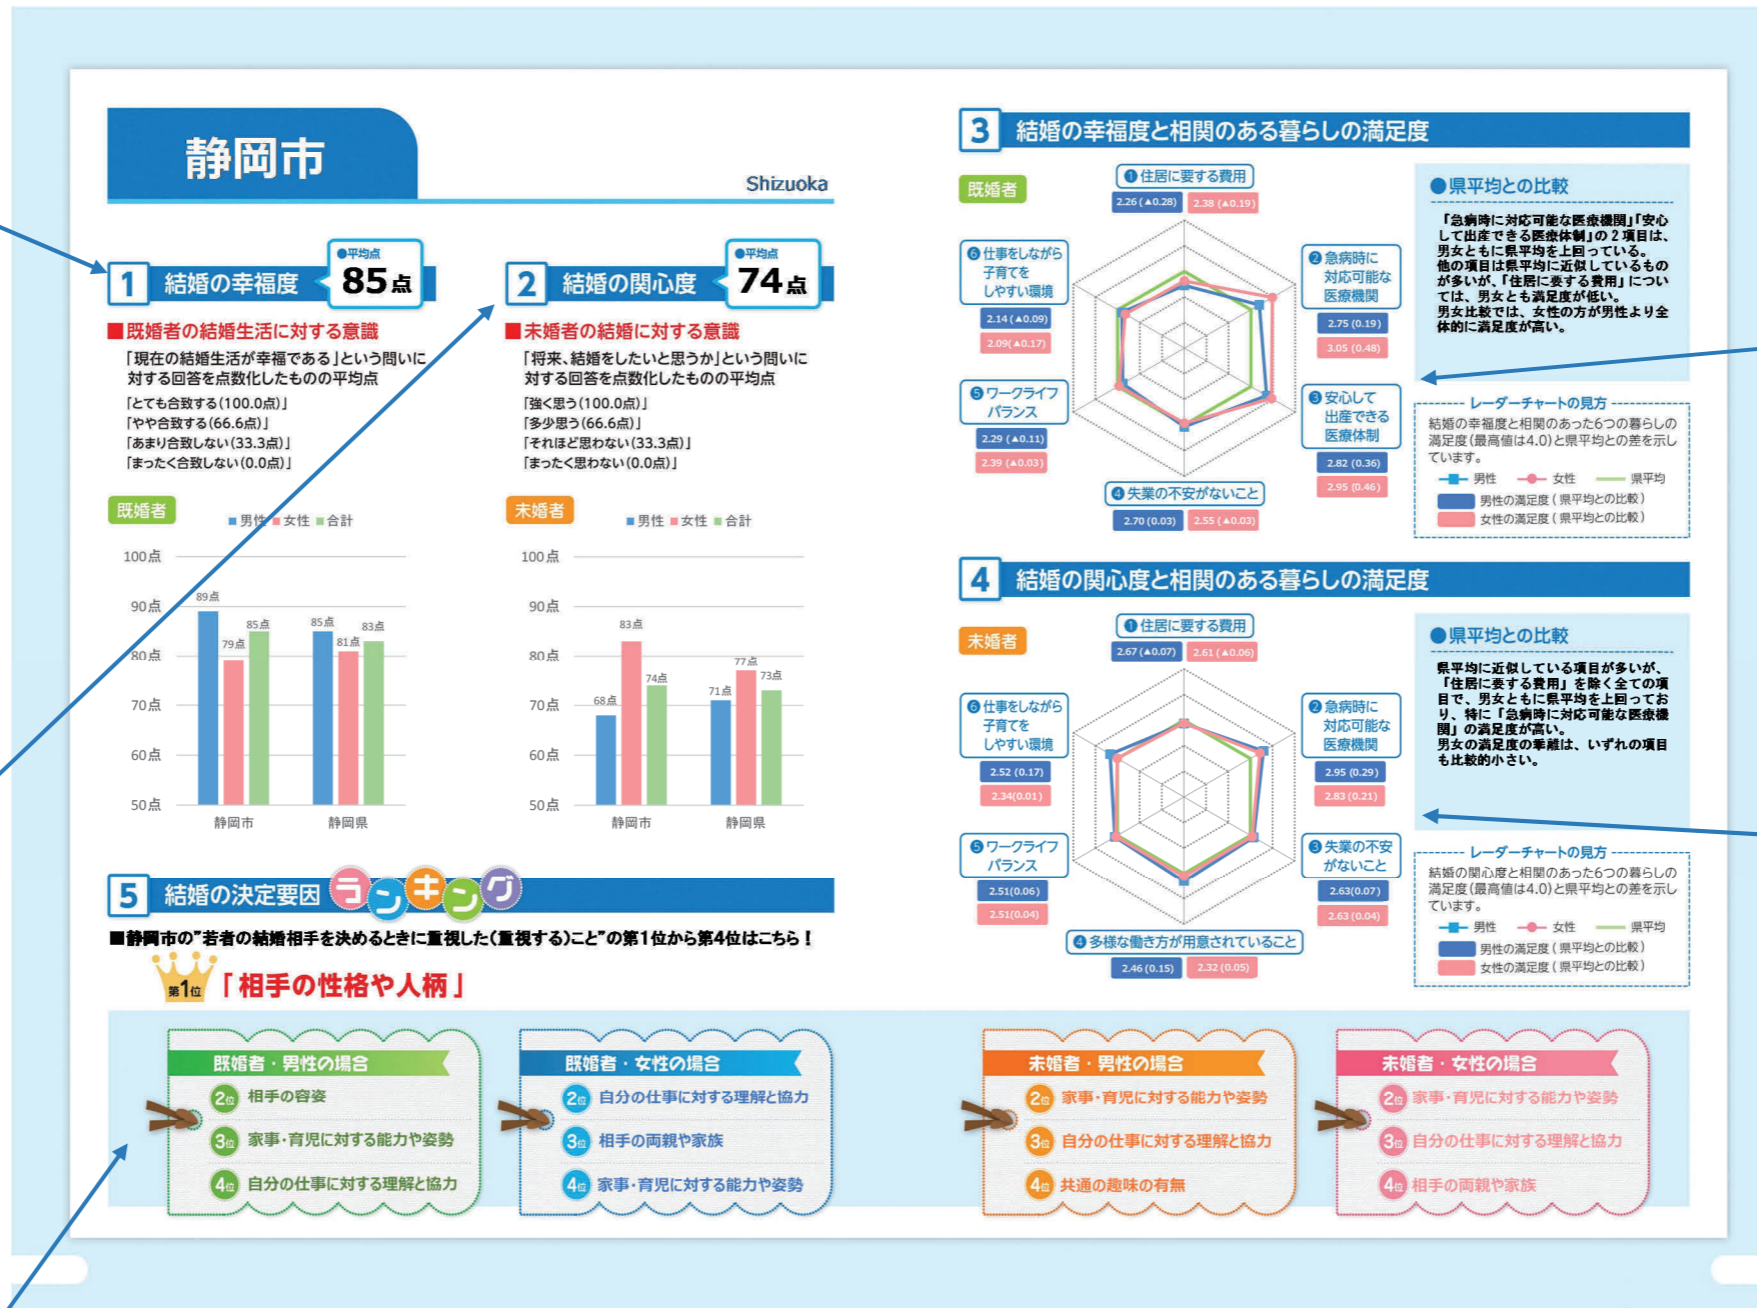 静岡市
Shizuoka
1 結婚の幸福度
●平均点
85点
■既婚者の結婚生活に対する意識
「現在の結婚生活が幸福である」という問いに
対する回答を点数化したものの平均点
「とても合致する(100.0点)」
「やや合致する(66.6点)」
「あまり合致しない(33.3点)」
「まったく合致しない(0.0点)」
既婚者
■男性 ■女性 ■合計
100点
90点
80点
70点
60点
50点
89点
79点
85点
85点
81点
83点
静岡市 静岡県
2 結婚の関心度
●平均点
74点
■未婚者の結婚に対する意識
「将来、結婚をしたいと思うか」という問いに
対する回答を点数化したものの平均点
「強く思う(100.0点)」
「多少思う(66.6点)」
「それほど思わない(33.3点)」
「まったく思わない(0.0点)」
未婚者
■男性 ■女性 ■合計
100点
90点
80点
70点
60点
50点
68点
83点
74点
71点
77点
73点
静岡市 静岡県
3 結婚の幸福度と相関のある暮らしの満足度
既婚者
❶住居に要する費用
2.26(▲0.28) 2.38(▲0.19)
❷急病時に
対応可能な
医療機関
2.75 (0.19)
3.05 (0.48)
❸安心して
出産できる
医療体制
2.82 (0.36)
2.95 (0.46)
❹失業の不安がないこと
2.70 (0.03) 2.55 (▲0.03)
❺ワークライフ
バランス
2.29 (▲0.11)
2.39 (▲0.03)
❻仕事をしながら
子育てを
しやすい環境
2.14 (▲0.09)
2.09(▲0.17)
●県平均との比較
「急病時に対応可能な医療機関」「安心
して出産できる医療体制」の2項目は、
男女ともに県平均を上回っている。
他の項目は県平均に近似しているもの
が多いが、「住居に要する費用」につい
ては、男女とも満足度が低い。
男女比較では、女性の方が男性より全
体的に満足度が高い。
レーダーチャートの見方
結婚の幸福度と相関のあった6つの暮らしの
満足度(最高値は4.0)と県平均との差を示し
ています。
男性 女性 県平均
男性の満足度(県平均との比較)
女性の満足度(県平均との比較)
4 結婚の関心度と相関のある暮らしの満足度
未婚者
❶住居に要する費用
2.67(▲0.07) 2.61(▲0.06)
❷急病時に
対応可能な
医療機関
2.95 (0.29)
2.83 (0.21)
❸失業の不安
がないこと
2.63(0.07)
2.63 (0.04)
❹多様な働き方が用意されていること
2.46 (0.15) 2.32 (0.05)
❺ワークライフ
バランス
2.51(0.06)
2.51(0.04)
❻仕事をしながら
子育てを
しやすい環境
2.52 (0.17)
2.34(0.01)
●県平均との比較
県平均に近似している項目が多いが、
「住居に要する費用」を除く全ての項
目で、男女ともに県平均を上回ってお
り、特に「急病時に対応可能な医療機
関」の満足度が高い。
男女の満足度の乖離は、いずれの項目
も比較的小さい。
レーダーチャートの見方
結婚の関心度と相関のあった6つの暮らしの
満足度(最高値は4.0)と県平均との差を示し
ています。
男性 女性 県平均
男性の満足度(県平均との比較)
女性の満足度(県平均との比較)
5 結婚の決定要因 ランキング
■静岡市の"若者の結婚相手を決めるときに重視した(重視する)こと"の第1位から第4位はこちら！
第1位 「相手の性格や人柄」
既婚者・男性の場合
2位 相手の容姿
3位 家事・育児に対する能力や姿勢
4位 自分の仕事に対する理解と協力
既婚者・女性の場合
2位 自分の仕事に対する理解と協力
3位 相手の両親や家族
4位 家事・育児に対する能力や姿勢
未婚者・男性の場合
2位 家事・育児に対する能力や姿勢
3位 自分の仕事に対する理解と協力
4位 共通の趣味の有無
未婚者・女性の場合
2位 家事・育児に対する能力や姿勢
3位 自分の仕事に対する理解と協力
4位 相手の両親や家族